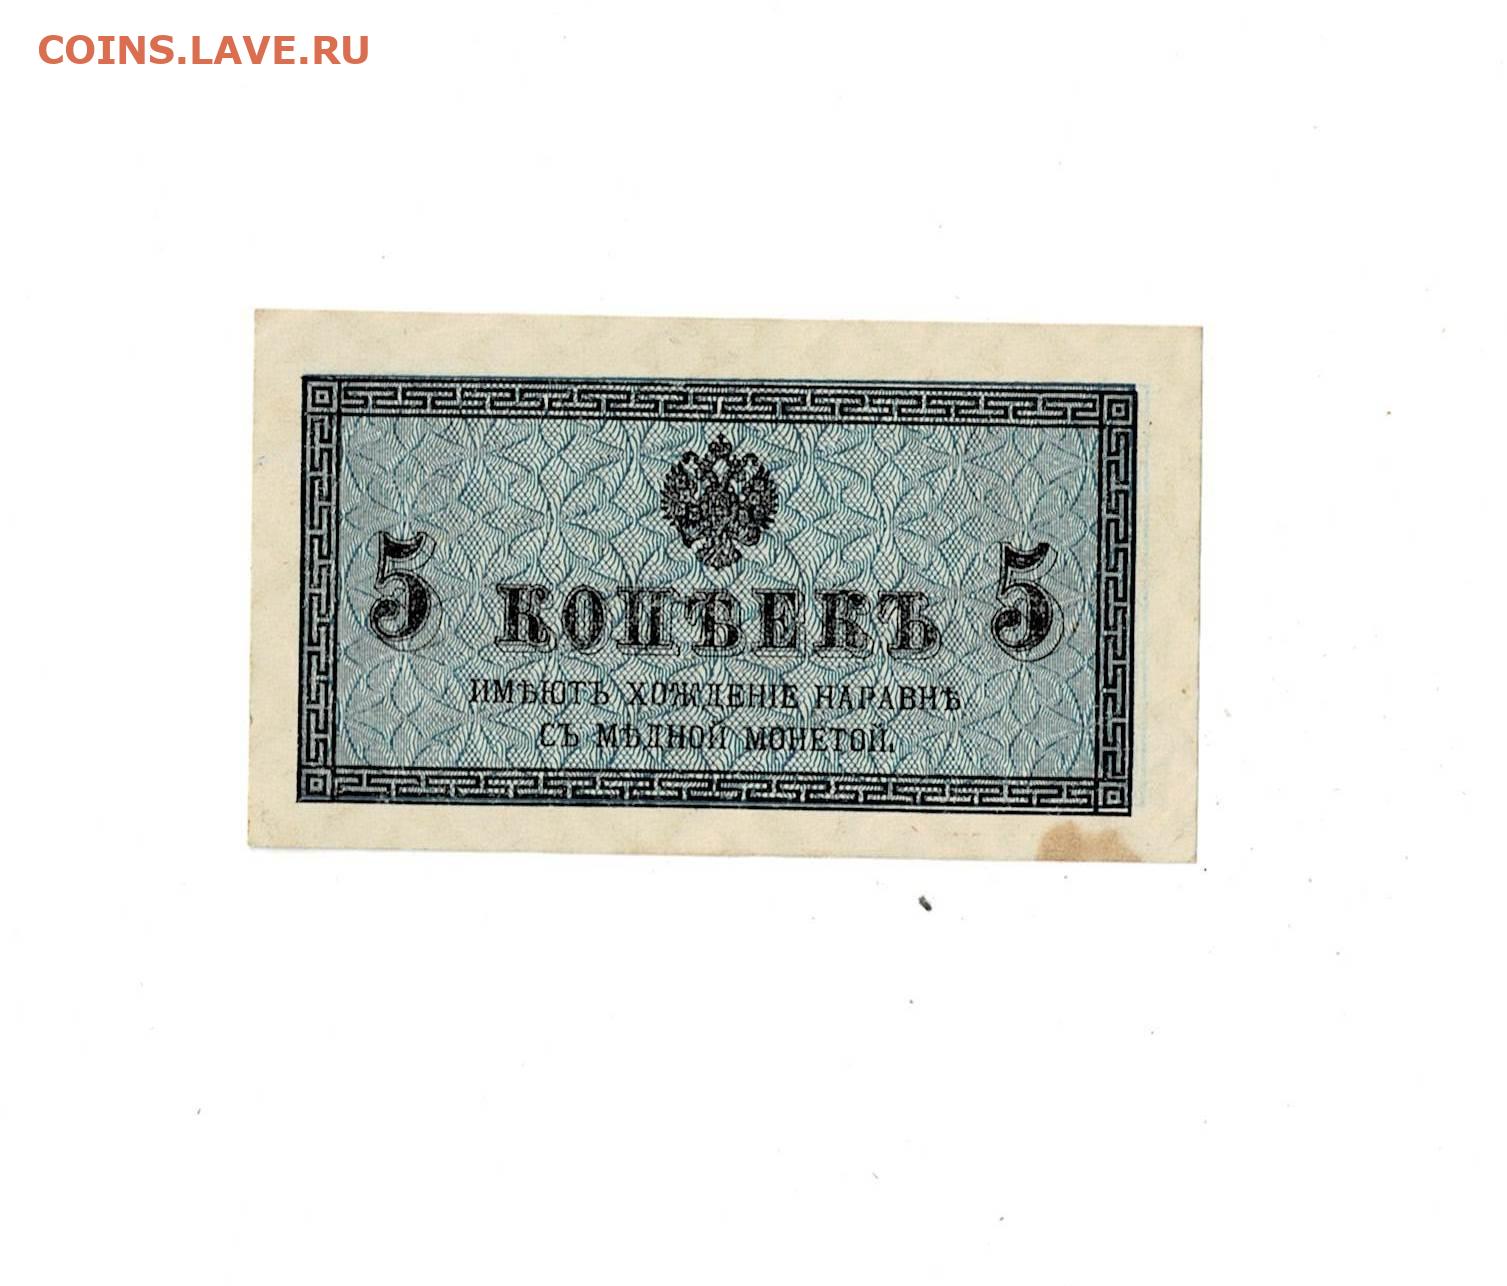 COINS.LAVE.RU
5 КОПѢЕКЪ 5
ИМѢЮТЪ ХОЖДЕНІЕ НАРАВНѢ
СЪ МѢДНОЙ МОНЕТОЙ.